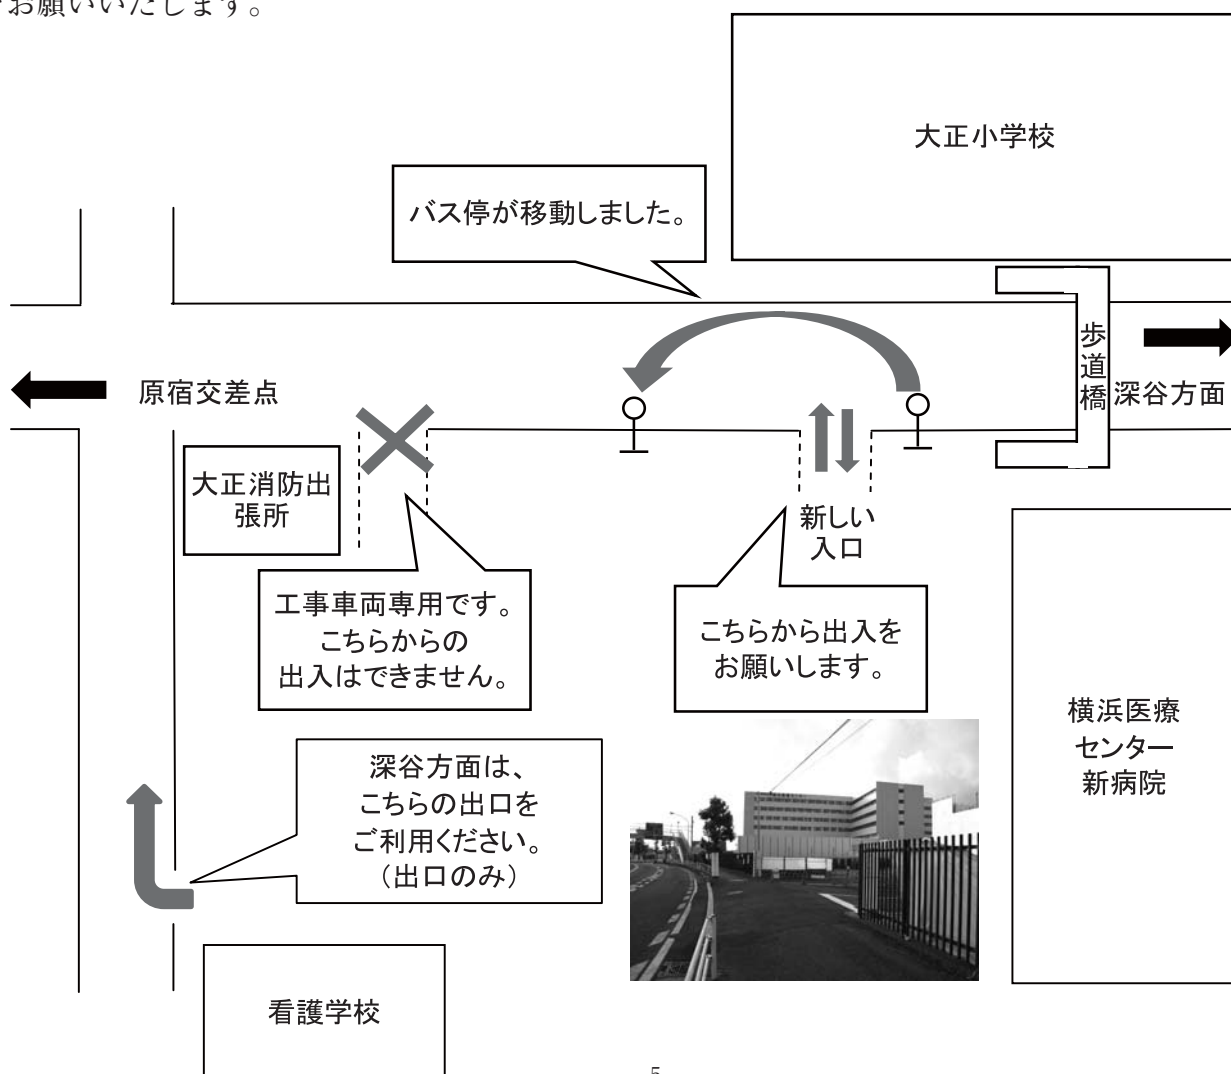 お願いいたします。
大正小学校
バス停が移動しました。
歩
道
橋
原宿交差点
深谷方面
大正消防出
張所
新しい
入口
工事車両専用です。
こちらからの
出入はできません。
こちらから出入を
お願いします。
横浜医療
センター
新病院
深谷方面は、
こちらの出口を
ご利用ください。
（出口のみ）
看護学校
5